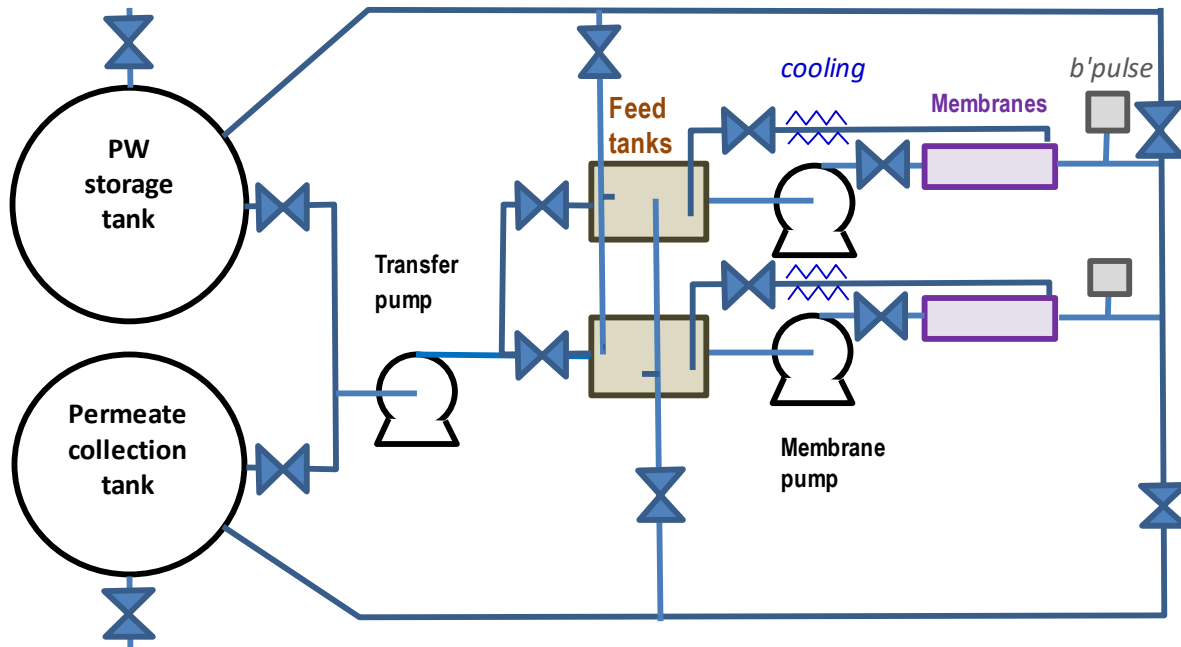 cooling
b'pulse
Membranes
Feed
tanks
PW
storage
tank
Transfer
pump
Permeate
collection
tank
Membrane
pump